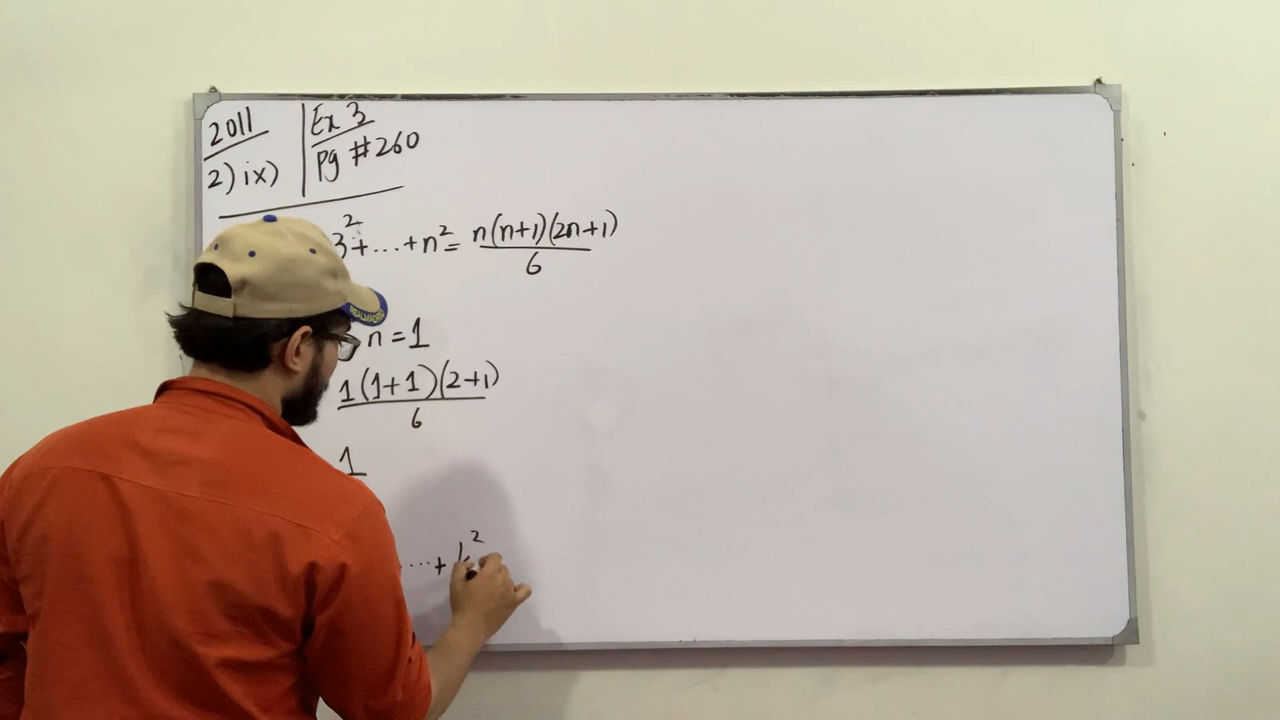 2011
2) ix)
Ex 3
Pg #260
3²+...+n²= n(n+1)(2n+1)/6
n =1
1(1+1)(2+1)/6
1
...+ k²
REALMADRID